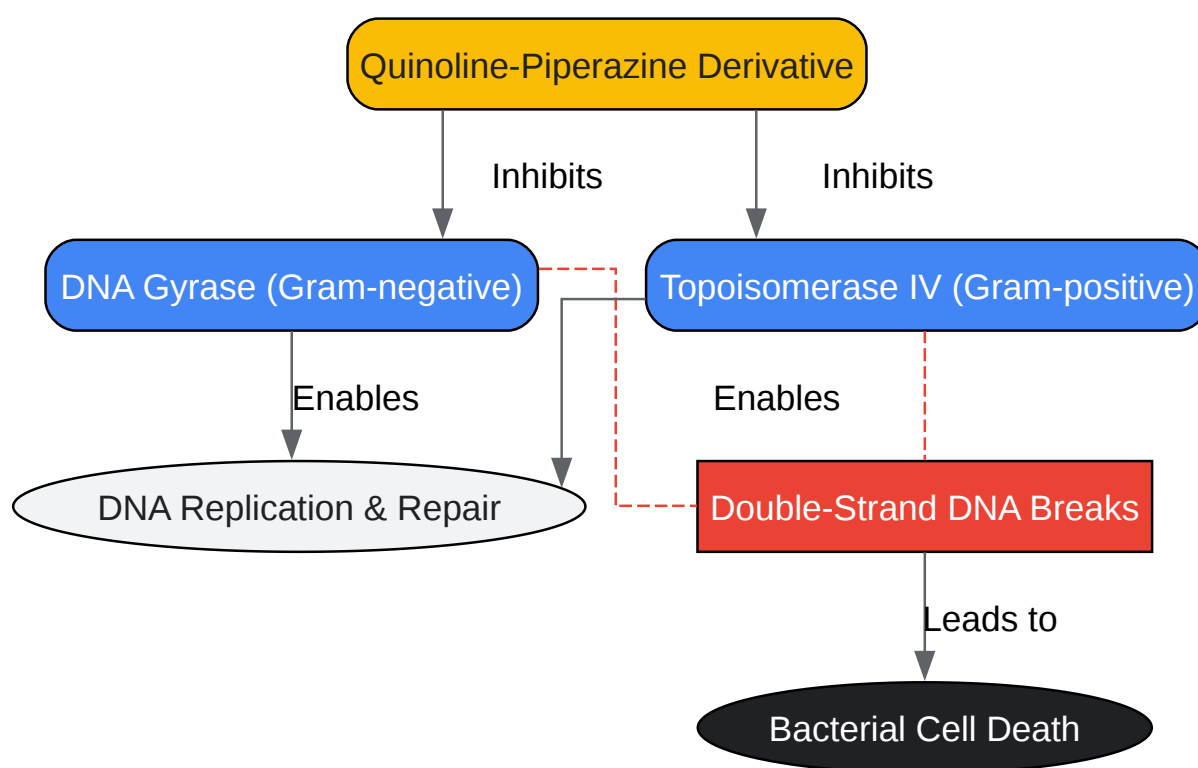 Quinoline-Piperazine Derivative
Inhibits
Inhibits
DNA Gyrase (Gram-negative)
Topoisomerase IV (Gram-positive)
Enables
Enables
DNA Replication & Repair
Double-Strand DNA Breaks
Leads to
Bacterial Cell Death